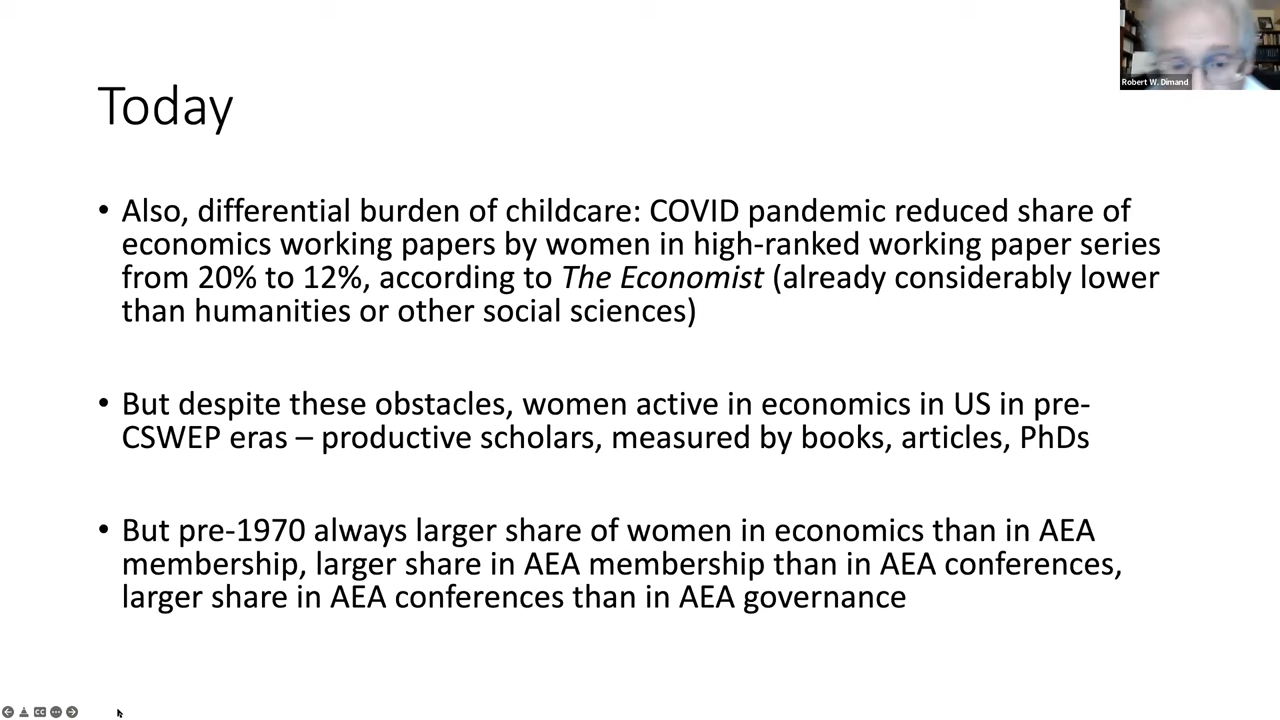 Robert W. Dimand
Today
• Also, differential burden of childcare: COVID pandemic reduced share of
economics working papers by women in high-ranked working paper series
from 20% to 12%, according to The Economist (already considerably lower
than humanities or other social sciences)
• But despite these obstacles, women active in economics in US in pre-
CSWEP eras – productive scholars, measured by books, articles, PhDs
• But pre-1970 always larger share of women in economics than in AEA
membership, larger share in AEA membership than in AEA conferences,
larger share in AEA conferences than in AEA governance